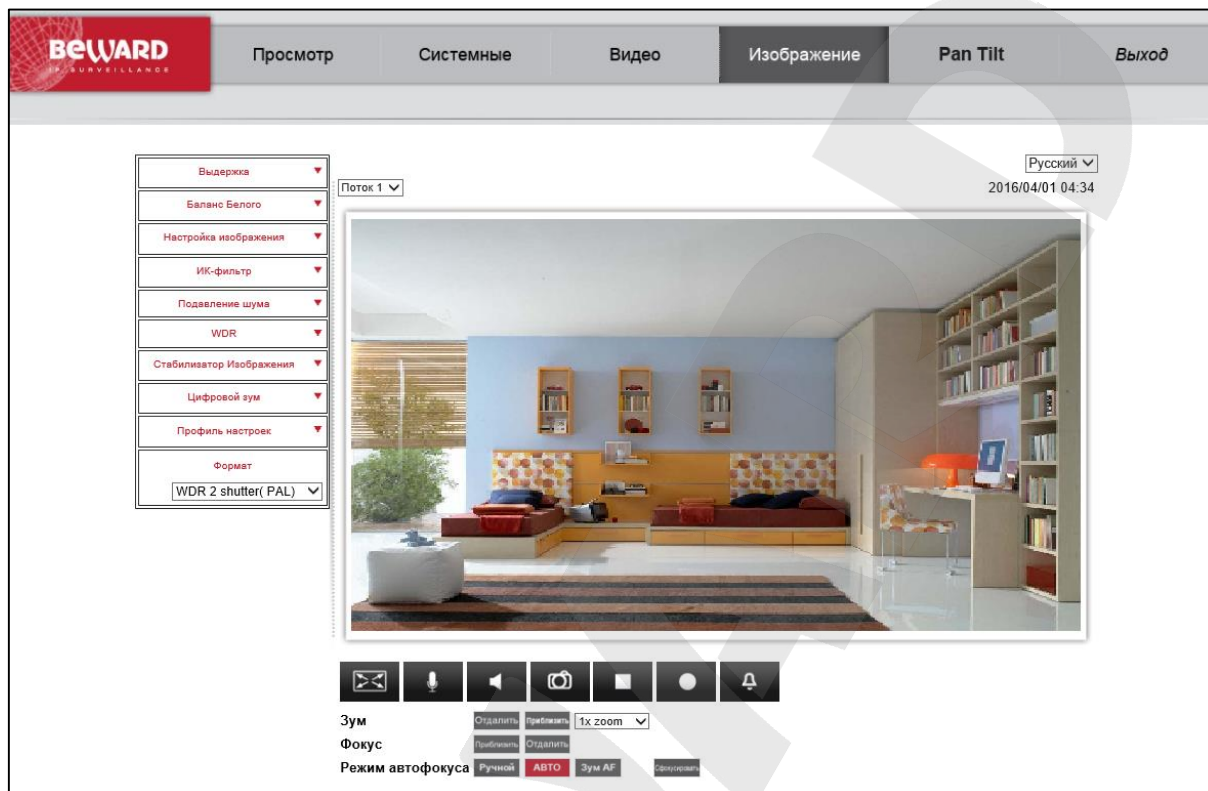 BEWARD
IP SURVEILLANCE
Просмотр
Системные
Видео
Изображение
Pan Tilt
Выход
Русский
2016/04/01 04:34
Поток 1
Выдержка
Баланс Белого
Настройка изображения
ИК-фильтр
Подавление шума
WDR
Стабилизатор Изображения
Цифровой зум
Профиль настроек
Формат
WDR 2 shutter( PAL)
Зум Отдалить Приблизить 1x zoom
Фокус Приблизить Отдалить
Режим автофокуса Ручной АВТО Зум AF Сфокусировать